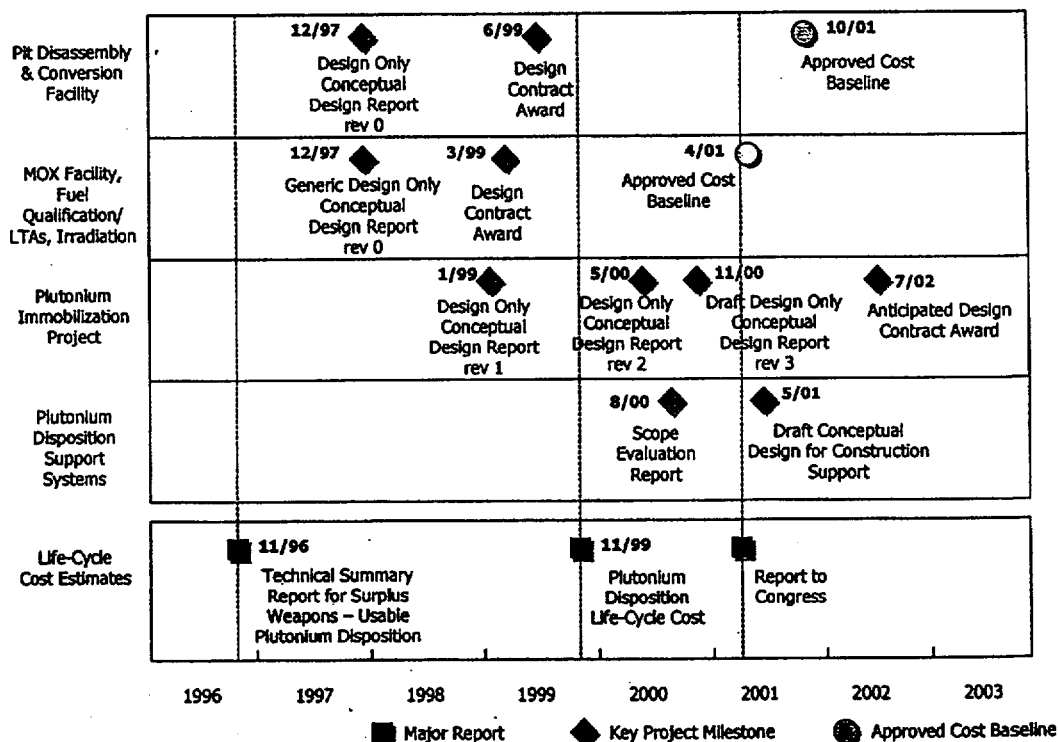 Pit Disassembly
& Conversion
Facility
12/97
Design Only
Conceptual
Design Report
rev 0
6/99
Design
Contract
Award
10/01
Approved Cost
Baseline
MOX Facility,
Fuel
Qualification/
LTAs, Irradiation
12/97
Generic Design Only
Conceptual
Design Report
rev 0
3/99
Design
Contract
Award
4/01
Approved Cost
Baseline
Plutonium
Immobilization
Project
1/99
Design Only
Conceptual
Design Report
rev 1
5/00
Design Only
Conceptual
Design Report
rev 2
11/00
Draft Design Only
Conceptual
Design Report
rev 3
7/02
Anticipated Design
Contract Award
Plutonium
Disposition
Support
Systems
8/00
Scope
Evaluation
Report
5/01
Draft Conceptual
Design for Construction
Support
Life-Cycle
Cost Estimates
11/96
Technical Summary
Report for Surplus
Weapons – Usable
Plutonium Disposition
11/99
Plutonium
Disposition
Life-Cycle Cost
Report to
Congress
1996 1997 1998 1999 2000 2001 2002 2003
Major Report Key Project Milestone Approved Cost Baseline